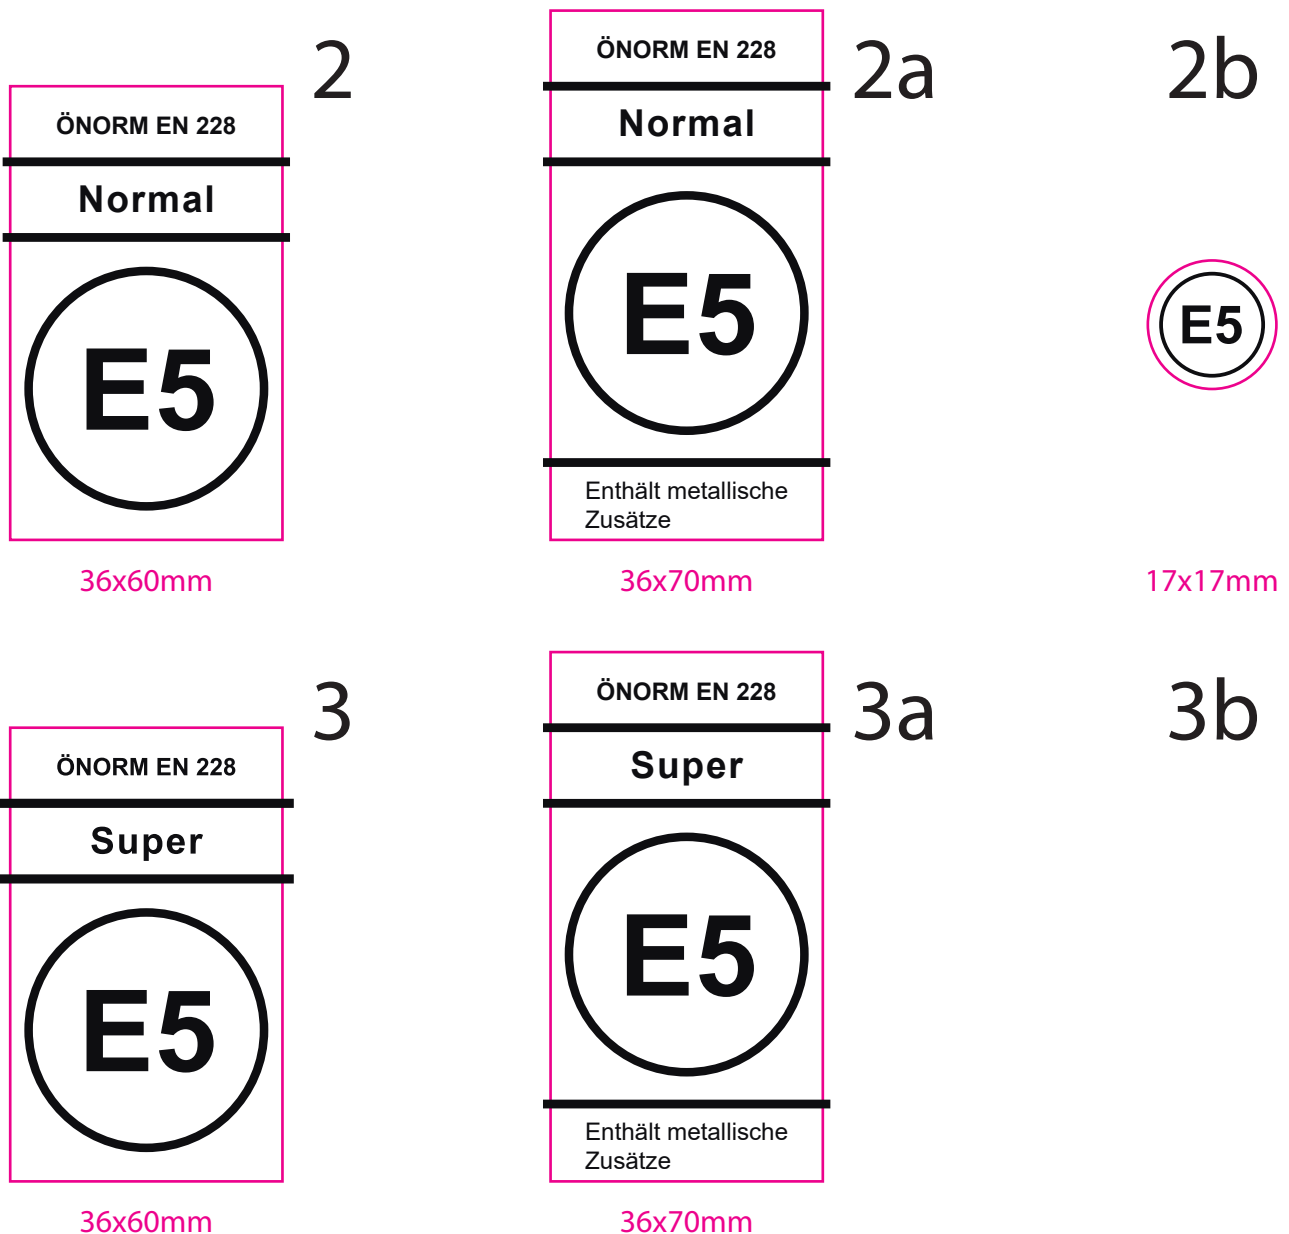 2
ÖNORM EN 228
Normal
E5
36x60mm
2a
ÖNORM EN 228
Normal
E5
Enthält metallische
Zusätze
36x70mm
2b
E5
17x17mm
3
ÖNORM EN 228
Super
E5
36x60mm
3a
ÖNORM EN 228
Super
E5
Enthält metallische
Zusätze
36x70mm
3b